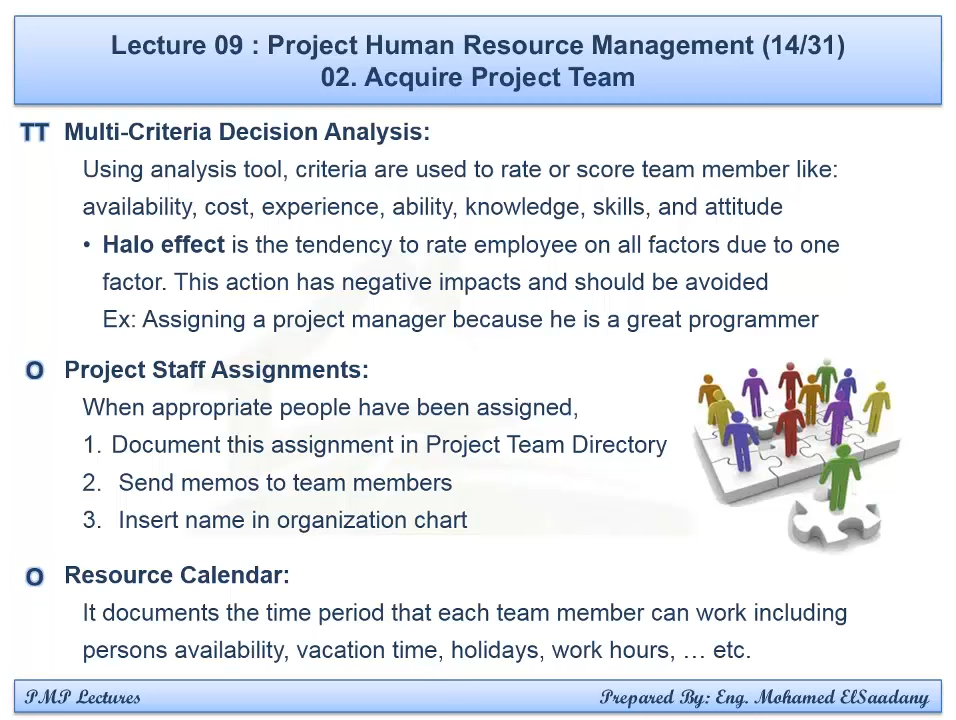 Lecture 09 : Project Human Resource Management (14/31)
02. Acquire Project Team
TT Multi-Criteria Decision Analysis:
Using analysis tool, criteria are used to rate or score team member like:
availability, cost, experience, ability, knowledge, skills, and attitude
• Halo effect is the tendency to rate employee on all factors due to one
factor. This action has negative impacts and should be avoided
Ex: Assigning a project manager because he is a great programmer
O Project Staff Assignments:
When appropriate people have been assigned,
1. Document this assignment in Project Team Directory
2. Send memos to team members
3. Insert name in organization chart
O Resource Calendar:
It documents the time period that each team member can work including
persons availability, vacation time, holidays, work hours, … etc.
PMP Lectures Prepared By: Eng. Mohamed ElSaadany